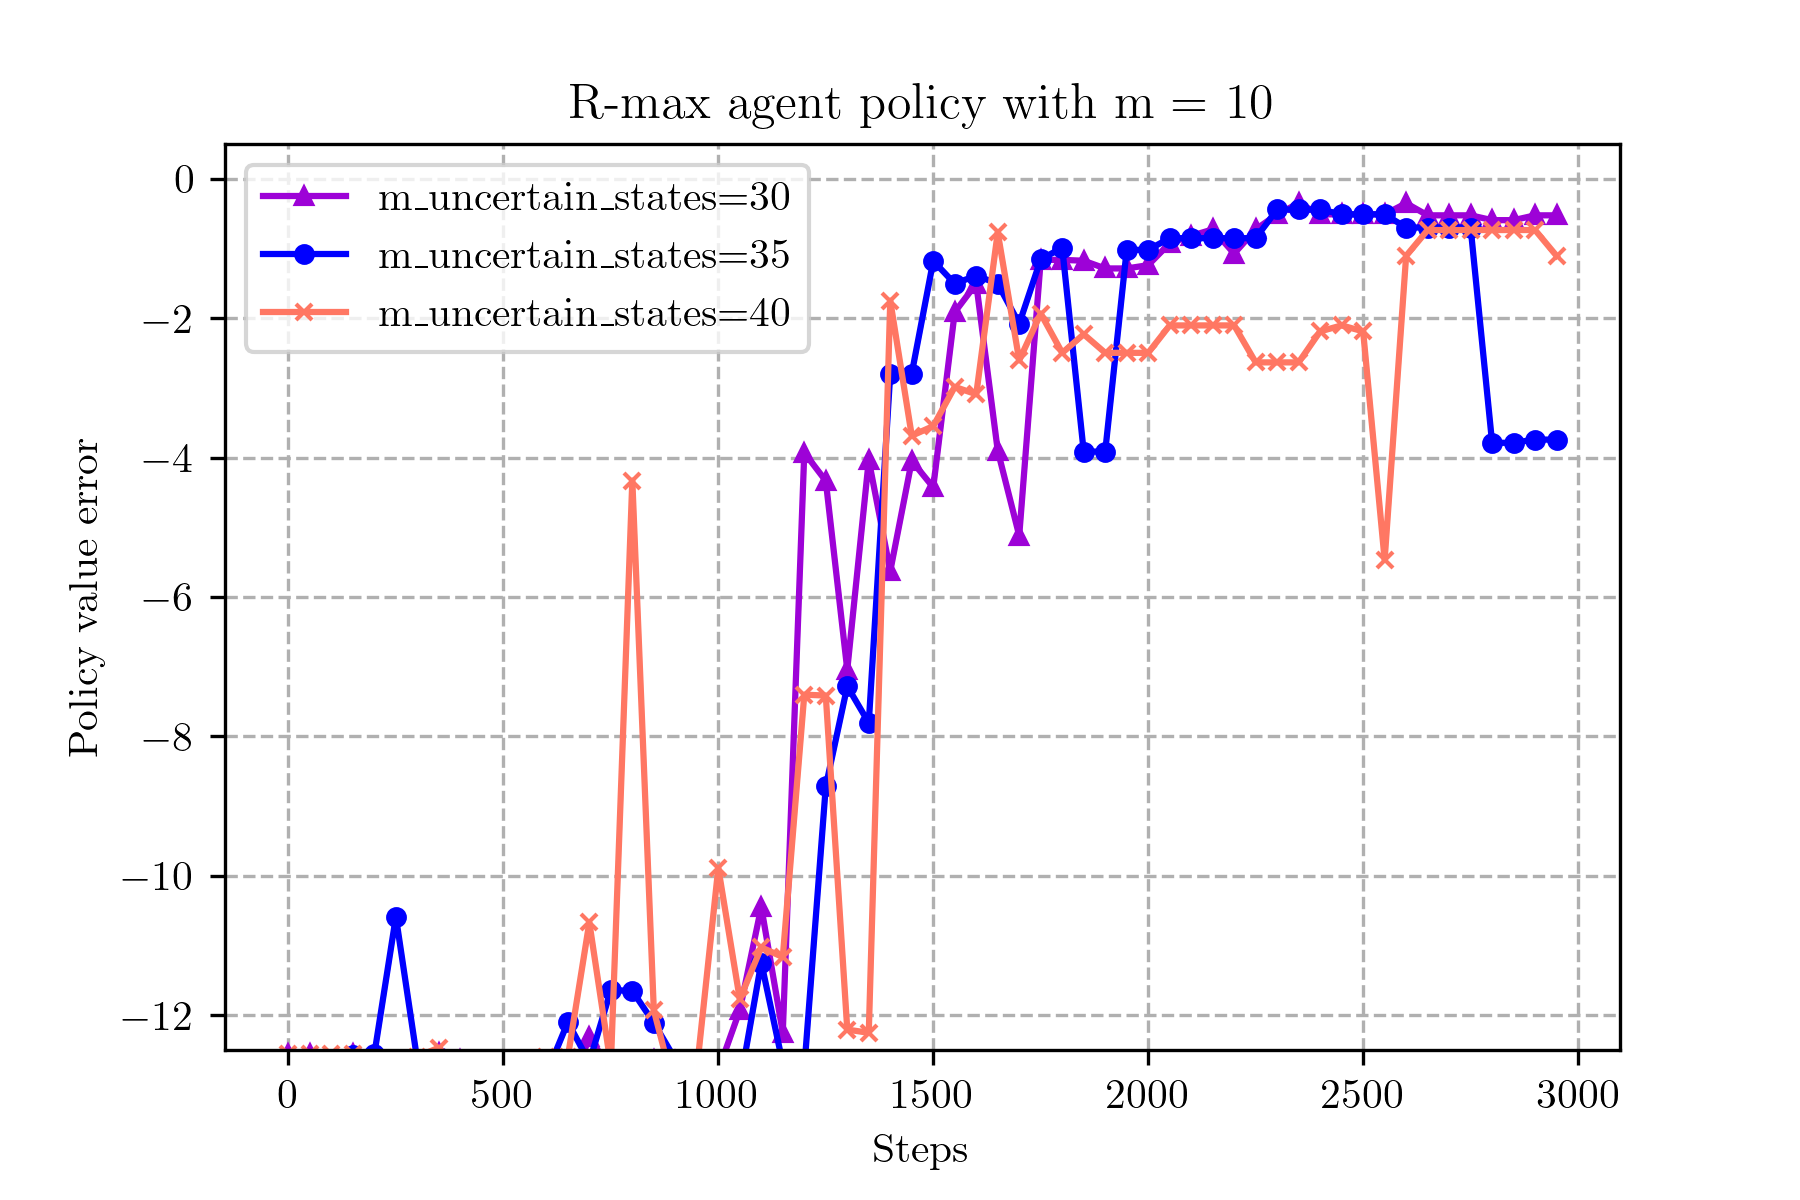 R-max agent policy with m = 10
m_uncertain_states=30
m_uncertain_states=35
m_uncertain_states=40
Policy value error
0
−2
−4
−6
−8
−10
−12
0 500 1000 1500 2000 2500 3000
Steps